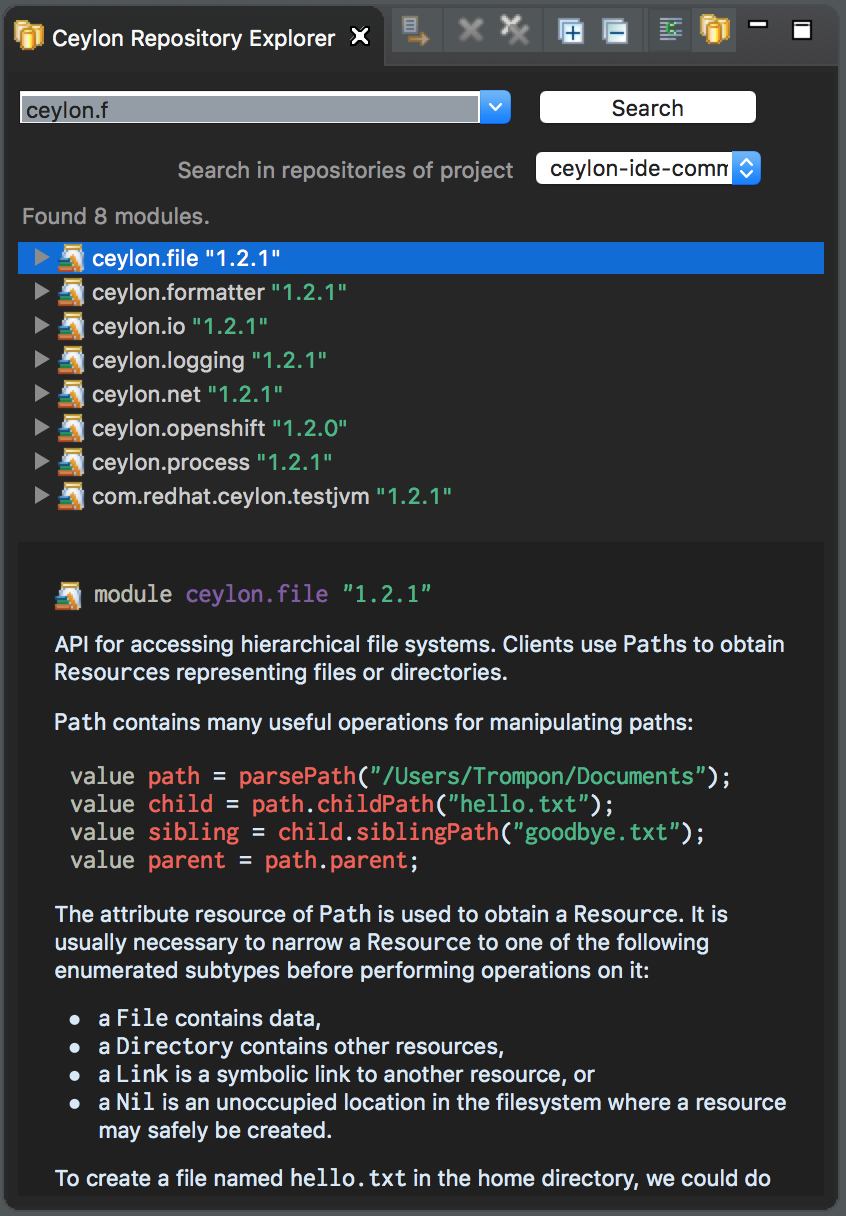 Ceylon Repository Explorer
ceylon.f
Search
Search in repositories of project
ceylon-ide-comm
Found 8 modules.
ceylon.file "1.2.1"
ceylon.formatter "1.2.1"
ceylon.io "1.2.1"
ceylon.logging "1.2.1"
ceylon.net "1.2.1"
ceylon.openshift "1.2.0"
ceylon.process "1.2.1"
com.redhat.ceylon.testjvm "1.2.1"
module ceylon.file "1.2.1"
API for accessing hierarchical file systems. Clients use Paths to obtain
Resources representing files or directories.
Path contains many useful operations for manipulating paths:
value path = parsePath("/Users/Trompon/Documents");
value child = path.childPath("hello.txt");
value sibling = child.siblingPath("goodbye.txt");
value parent = path.parent;
The attribute resource of Path is used to obtain a Resource. It is
usually necessary to narrow a Resource to one of the following
enumerated subtypes before performing operations on it:
• a File contains data,
• a Directory contains other resources,
• a Link is a symbolic link to another resource, or
• a Nil is an unoccupied location in the filesystem where a resource
may safely be created.
To create a file named hello.txt in the home directory, we could do